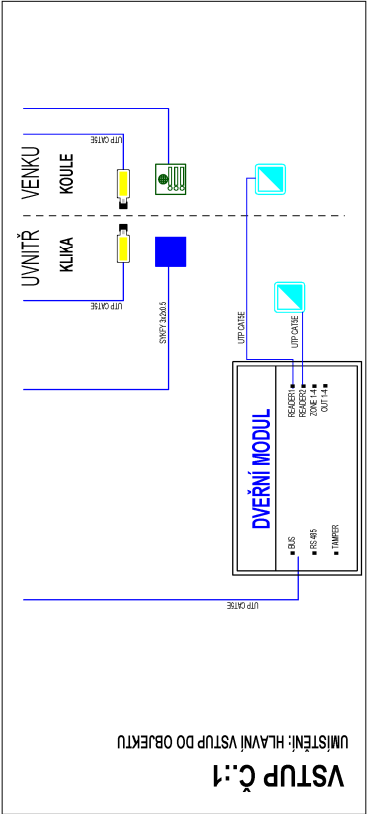 VENKU
KOULE
UTP CAT5E
UVNITŘ
KLIKA
UTP CAT5E
SYKFY 3x2x0.5
UTP CAT5E
UTP CAT5E
DVEŘNÍ MODUL
READER1
READER2
ZONE 1-4
OUT 1-4
BUS
RS 485
TAMPER
UTP CAT5E
UMÍSTĚNÍ: HLAVNÍ VSTUP DO OBJEKTU
VSTUP Č.:1